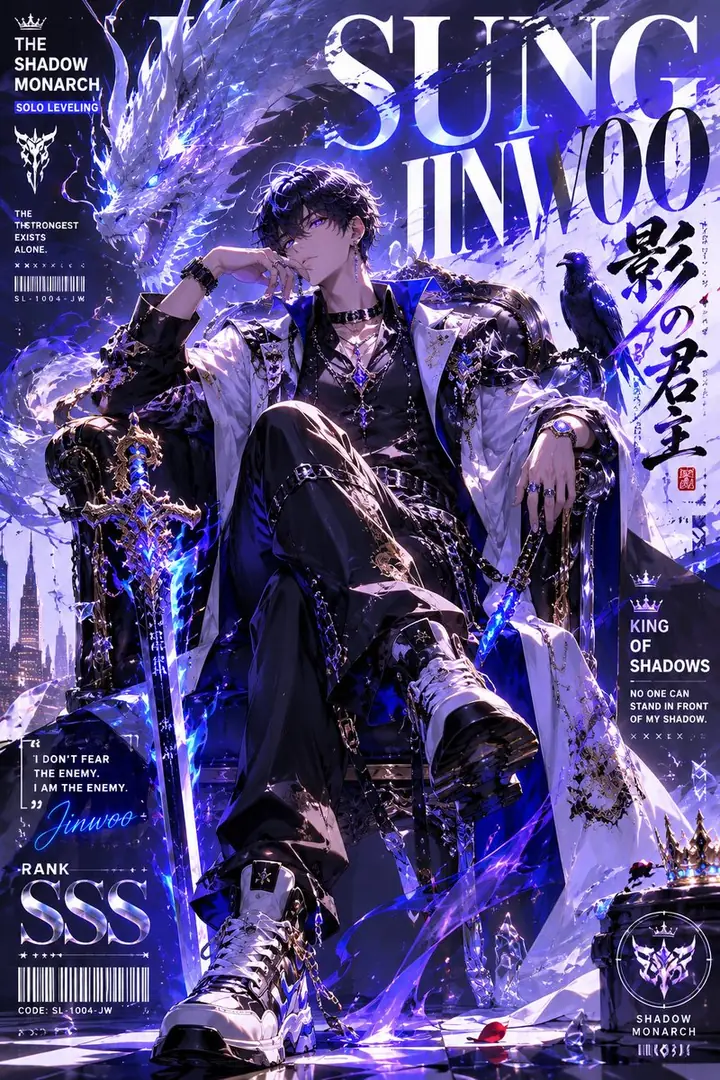 THE
SHADOW
MONARCH
SOLO LEVELING
THE
STRONGEST
EXISTS
ALONE.
SL-1004-JW
SUNG
JINWOO
影の君主
KING
OF
SHADOWS
NO ONE CAN
STAND IN FRONT
OF MY SHADOW.
“
"I DON'T FEAR
THE ENEMY.
I AM THE ENEMY.
”
Jinwoo
RANK
SSS
CODE: SL-1004-JW
SHADOW
MONARCH